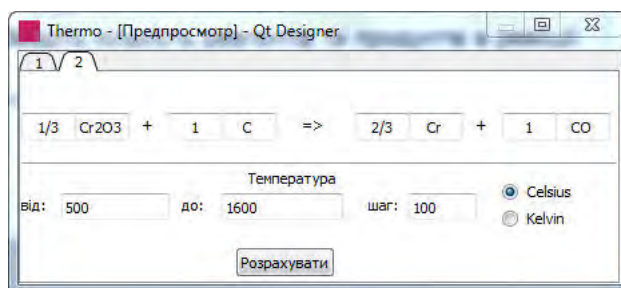 Thermo - [Предпросмотр] - Qt Designer
1 2
1/3 Cr2O3 + 1 C => 2/3 Cr + 1 CO
Температура
від: 500 до: 1600 шаг: 100
Celsius
Kelvin
Розрахувати